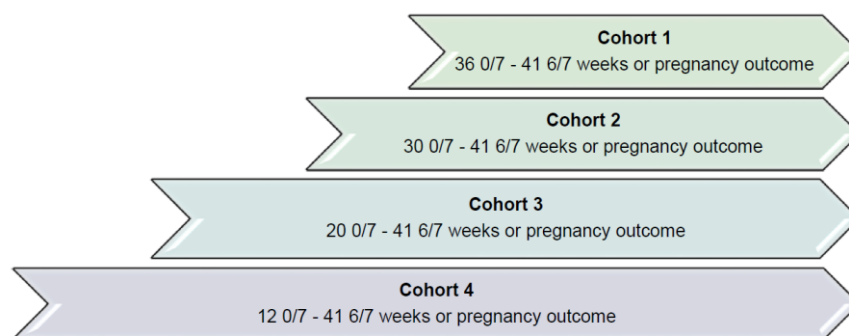 Cohort 1
36 0/7 - 41 6/7 weeks or pregnancy outcome
Cohort 2
30 0/7 - 41 6/7 weeks or pregnancy outcome
Cohort 3
20 0/7 - 41 6/7 weeks or pregnancy outcome
Cohort 4
12 0/7 - 41 6/7 weeks or pregnancy outcome